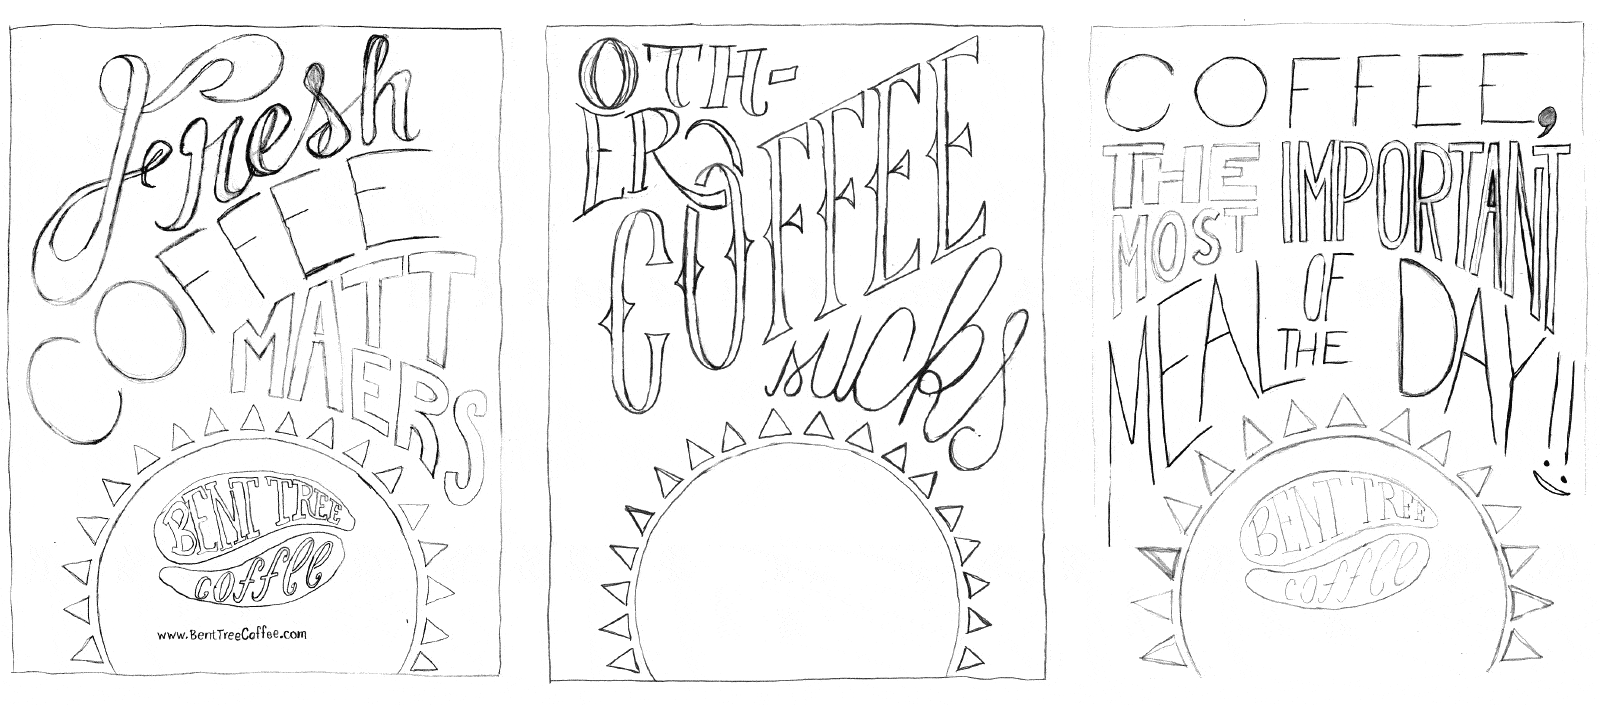 Fresh
COFFEE
MATT
AERS
BENT TREE
coffee
www.BentTreeCoffee.com
OTH-
ER
COFFEE
sucks
COFFEE,
THE
MOST
IMPORTANT
MEAL
OF
THE
DAY!!
BENT TREE
coffee